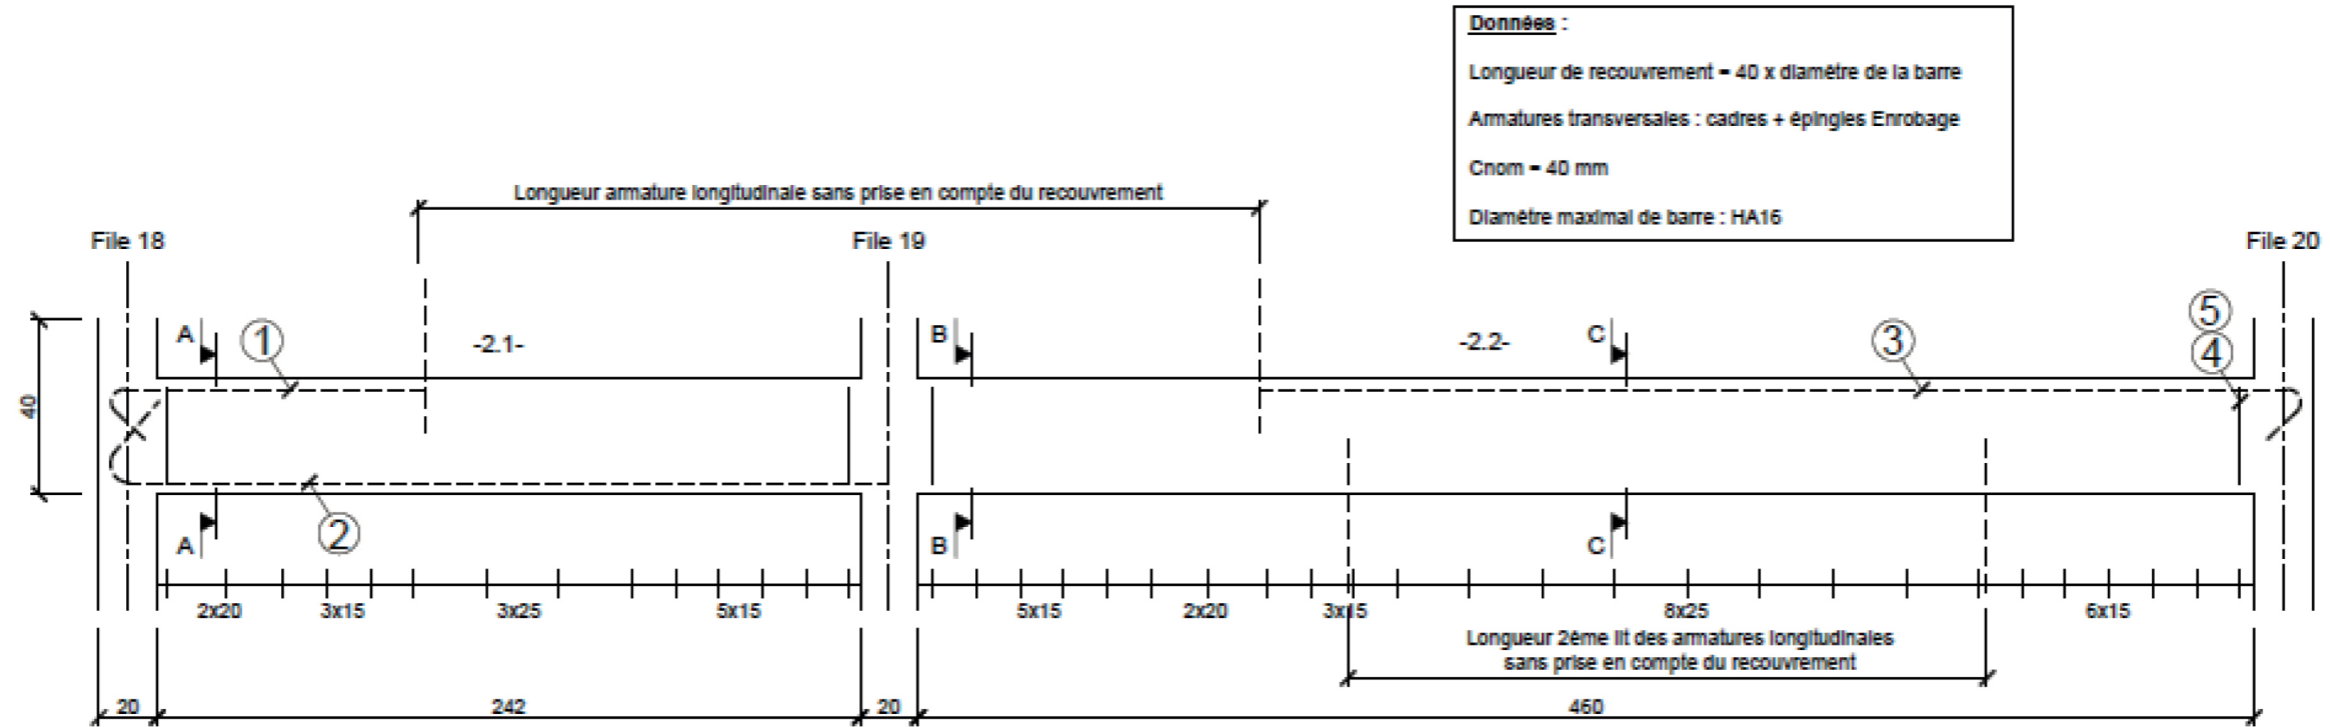 Données :
Longueur de recouvrement = 40 x diamètre de la barre
Armatures transversales : cadres + épingles Enrobage
Cnom = 40 mm
Diamètre maximal de barre : HA16
Longueur armature longitudinale sans prise en compte du recouvrement
File 18
File 19
File 20
A
1
-2.1-
B
-2.2-
C
3
5
4
40
2
A
B
C
2x20
3x15
3x25
5x15
5x15
2x20
3x15
8x25
6x15
Longueur 2ème lit des armatures longitudinales
sans prise en compte du recouvrement
20
242
20
460